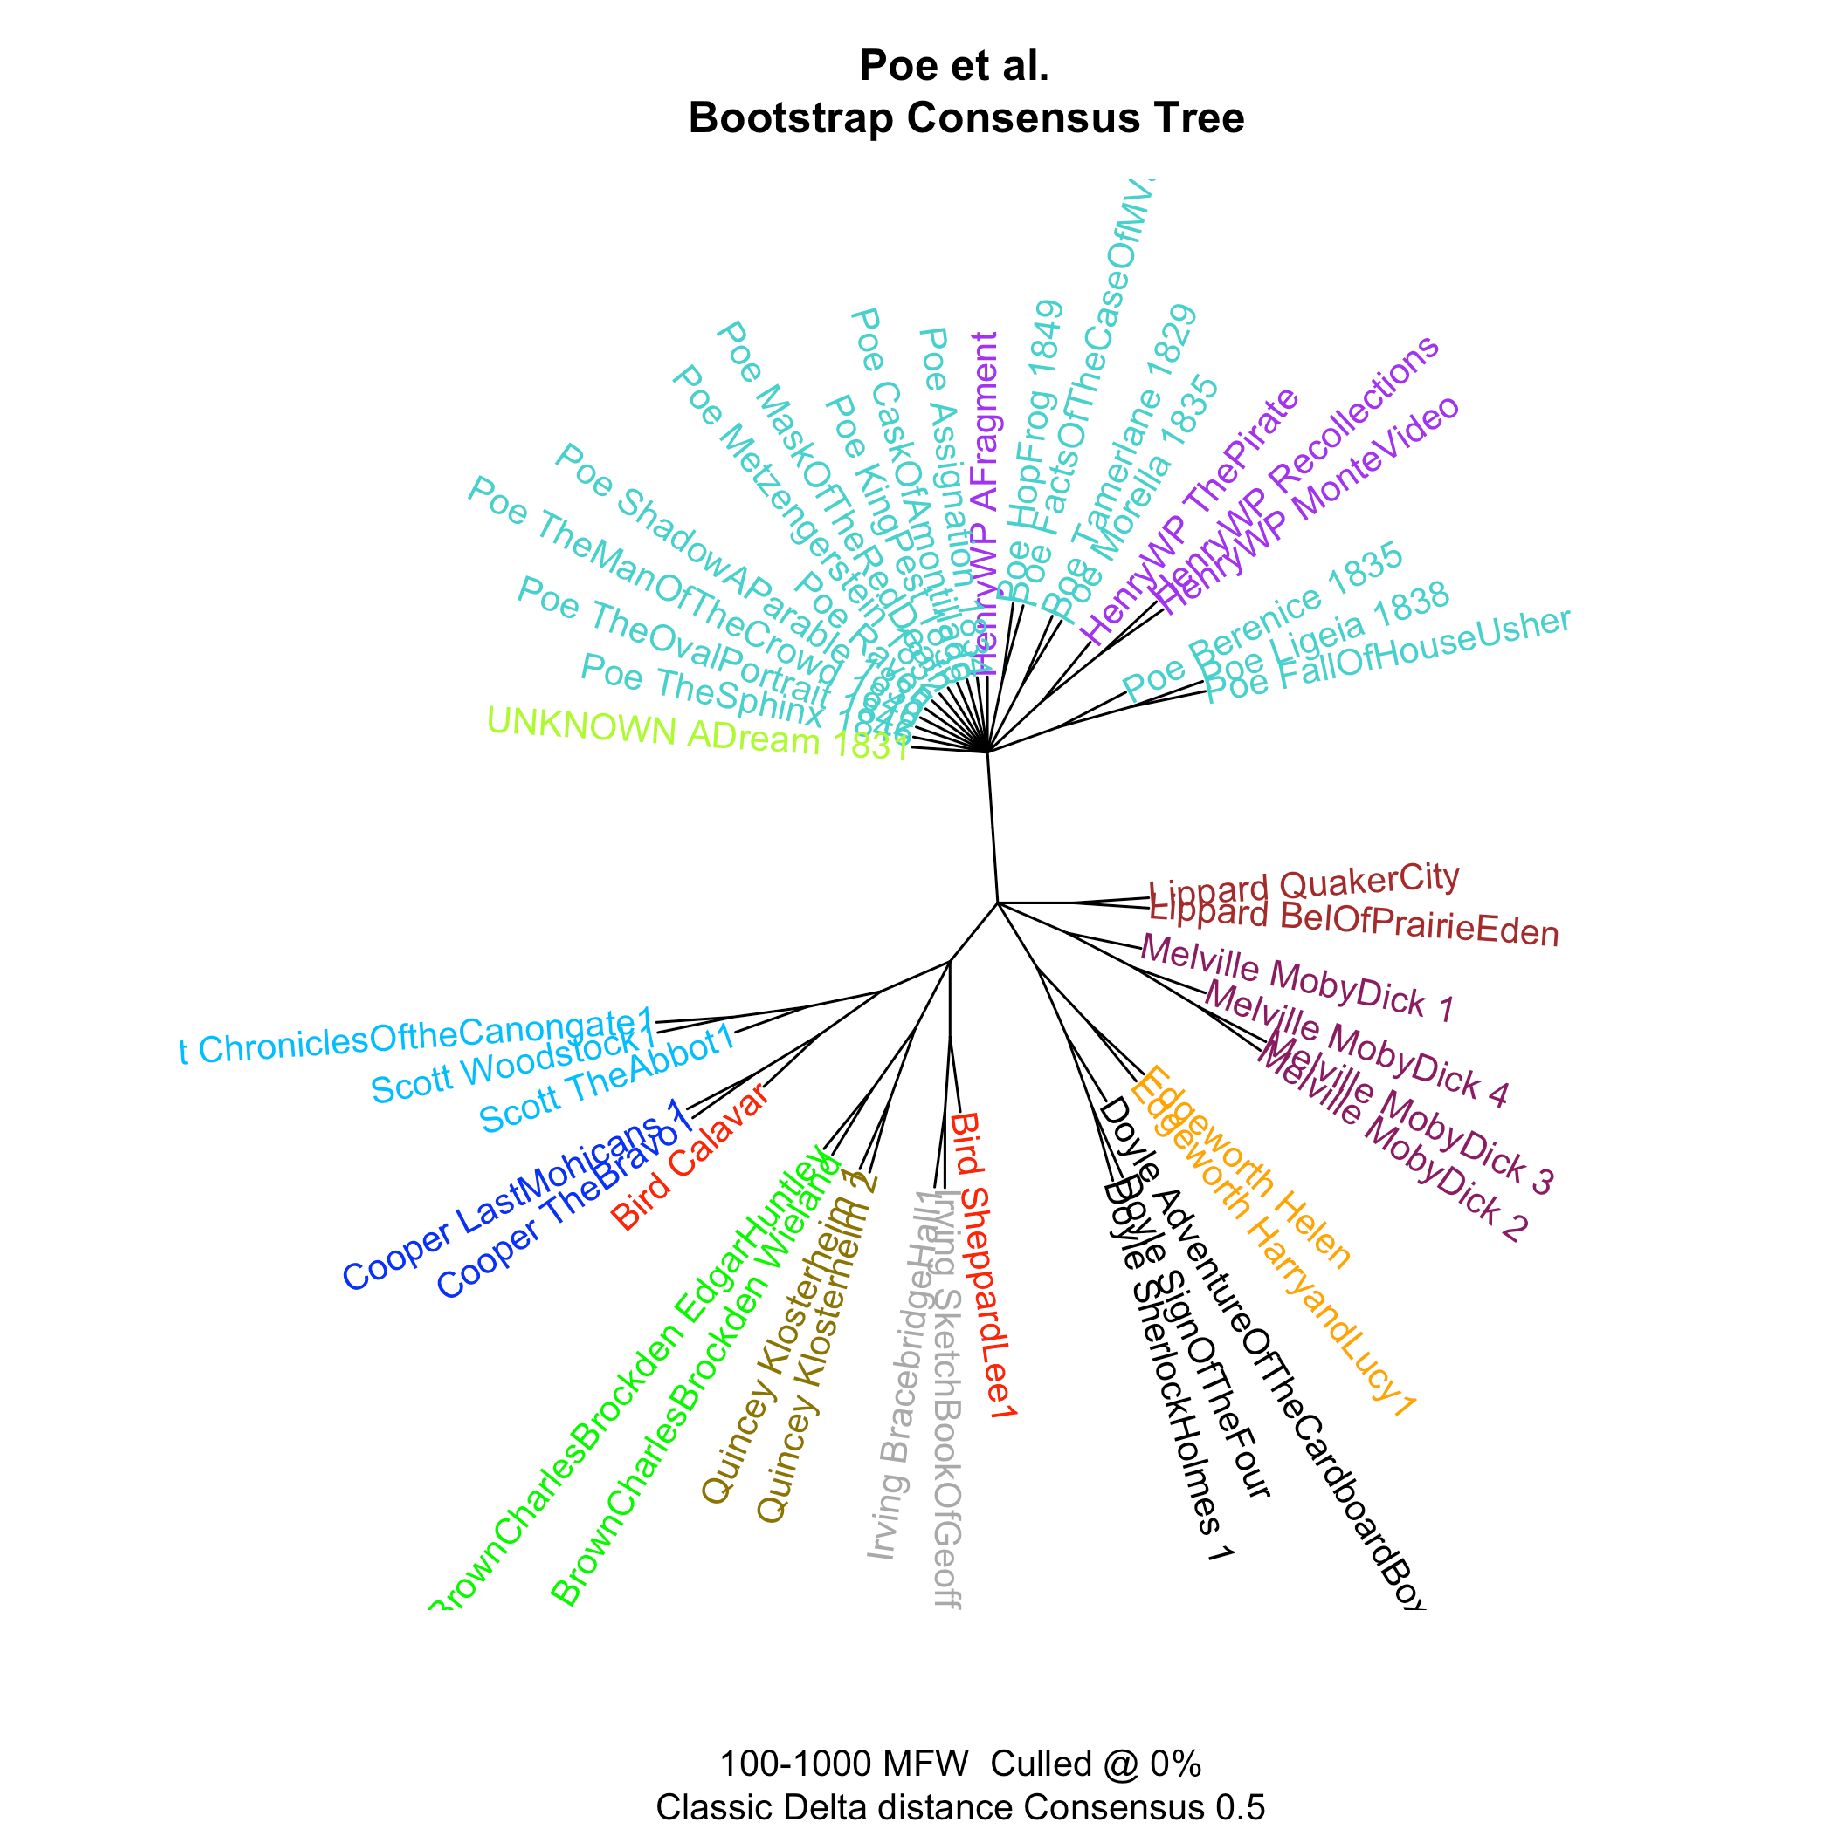 Poe et al.
Bootstrap Consensus Tree
Poe FactsOfTheCaseOfMV
Poe HopFrog 1849
Poe Tamerlane 1829
Poe Morella 1835
HenryWP AFragment
Poe Assignation
Poe CaskOfAmontillado
Poe KingPest
Poe MaskOfTheRedDeath
Poe Metzengerstein
Poe
Poe ShadowAParable
Poe TheManOfTheCrowd
Poe TheOvalPortrait
Poe TheSphinx 1846
UNKNOWN ADream 1831
HenryWP ThePirate
HenryWP Recollections
HenryWP MonteVideo
Poe Berenice 1835
Poe Ligeia 1838
Poe FallOfHouseUsher
Lippard QuakerCity
Lippard BelOfPrairieEden
Melville MobyDick 1
Melville MobyDick 4
Melville MobyDick 3
Melville MobyDick 2
Edgeworth Helen
Edgeworth HarryandLucy1
Doyle AdventureOfTheCardboardBox
Doyle SignOfTheFour
Doyle SherlockHolmes 1
Bird SheppardLee1
Irving SketchBookOfGeoff
Irving BracebridgeHall1
Quincey Klosterheim 2
Quincey Klosterheim 1
BrownCharlesBrockden Wieland
BrownCharlesBrockden EdgarHuntley
Bird Calavar
Cooper TheBravo1
Cooper LastMohicans 1
Scott TheAbbot1
Scott Woodstock1
t ChroniclesOftheCanongate1
100-1000 MFW Culled @ 0%
Classic Delta distance Consensus 0.5